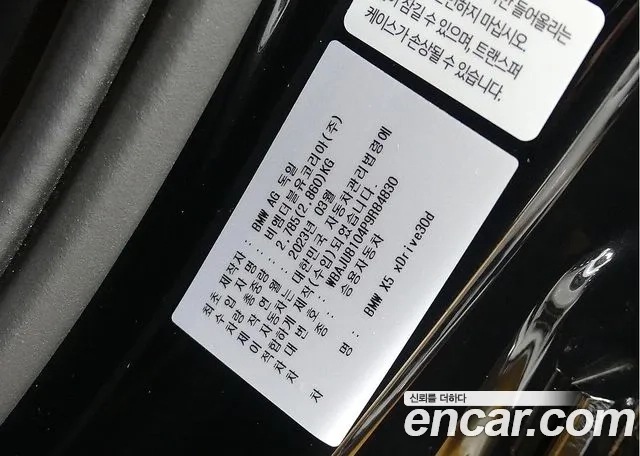 들어올리는
하지 마십시오
이 삼길 수 있으며, 트랜스퍼
케이스가 손상될 수 있습니다.
최초 제작자 : BMW AG 독일
수입자명 : 비엠더블유코리아(주)
차량 총중량 : 2,785(2,860)KG
제작연월 : 2023년 03월
이 자동차는 대한민국 자동차관리법령에
적합하게 제작(수입)되었습니다.
차대번호 : WBAJU8104P9R64830
차종 : 승용자동차
차명 : BMW X5 xDrive30d
신뢰를 더하다
encar.com